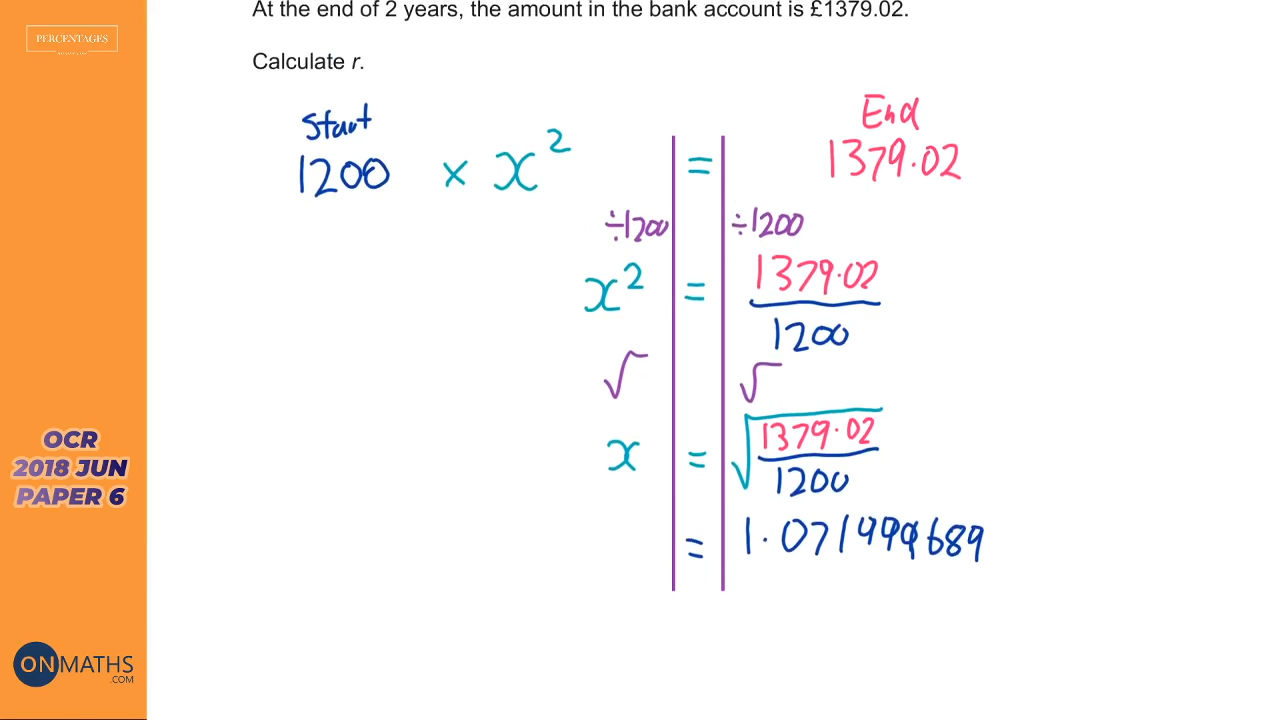 PERCENTAGES
At the end of 2 years, the amount in the bank account is £1379.02.
Calculate r.
Start End
1200 × x² = 1379.02
÷1200 ÷1200
x² = 1379.02
1200
√ √
x = √1379.02
1200
= 1.071999689
OCR
2018 JUN
PAPER 6
ONMATHS
.COM